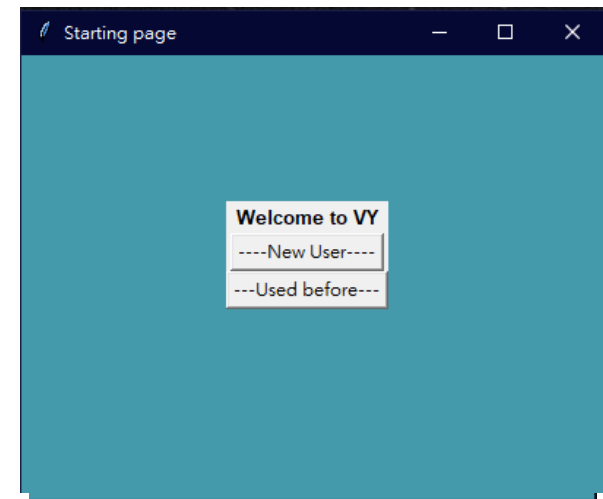 Starting page
Welcome to VY
----New User----
---Used before---